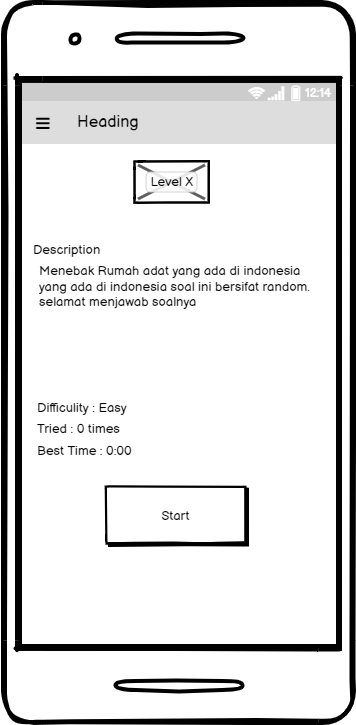 12:14
Heading
Level X
Description
Menebak Rumah adat yang ada di indonesia
yang ada di indonesia soal ini bersifat random.
selamat menjawab soalnya
Difficulity : Easy
Tried : 0 times
Best Time : 0:00
Start